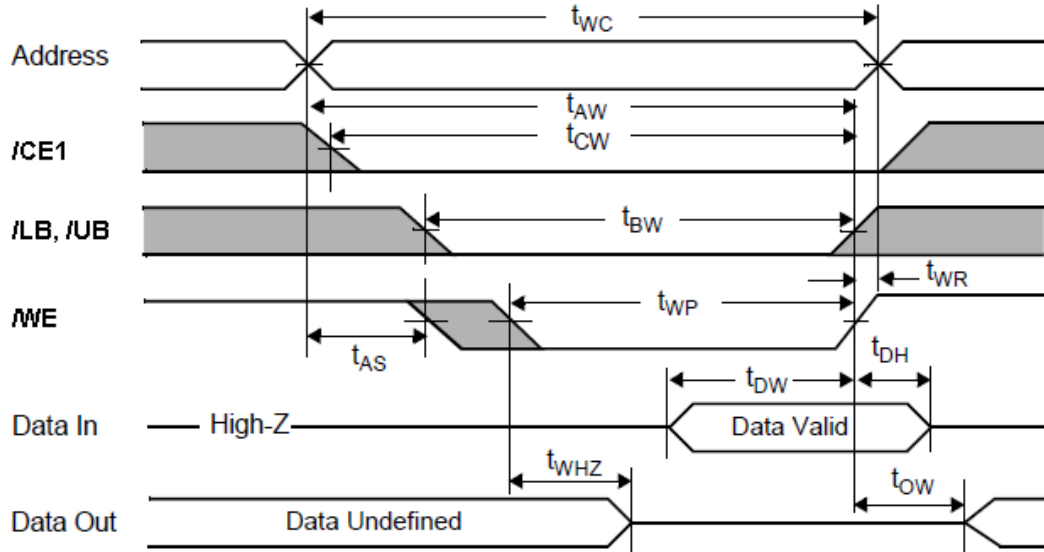 tWC
Address
tAW
tCW
/CE1
tBW
/LB, /UB
tWR
tWP
/WE
tAS
tDH
tDW
Data In
High-Z
Data Valid
tWHZ
tOW
Data Out
Data Undefined